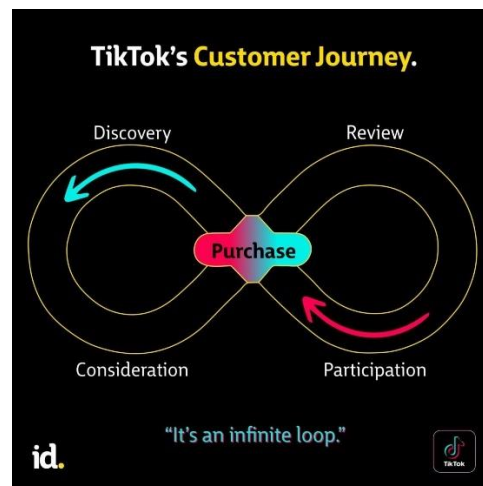 TikTok's Customer Journey.
Discovery
Review
Purchase
Consideration
Participation
“It's an infinite loop.”
id.
TikTok